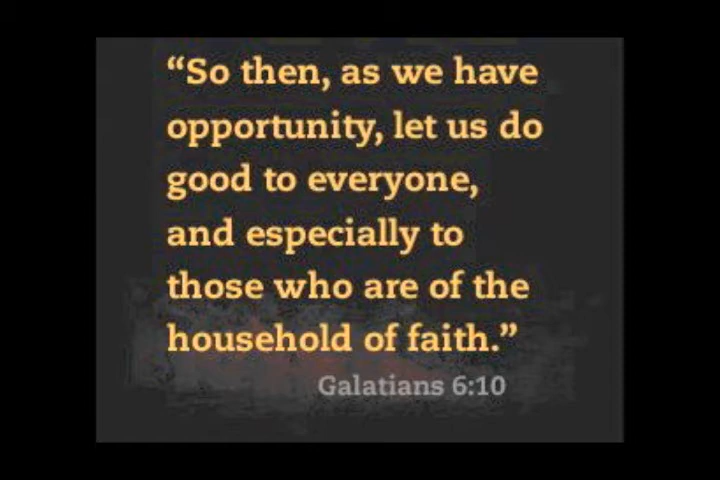 “So then, as we have
opportunity, let us do
good to everyone,
and especially to
those who are of the
household of faith.”
Galatians 6:10